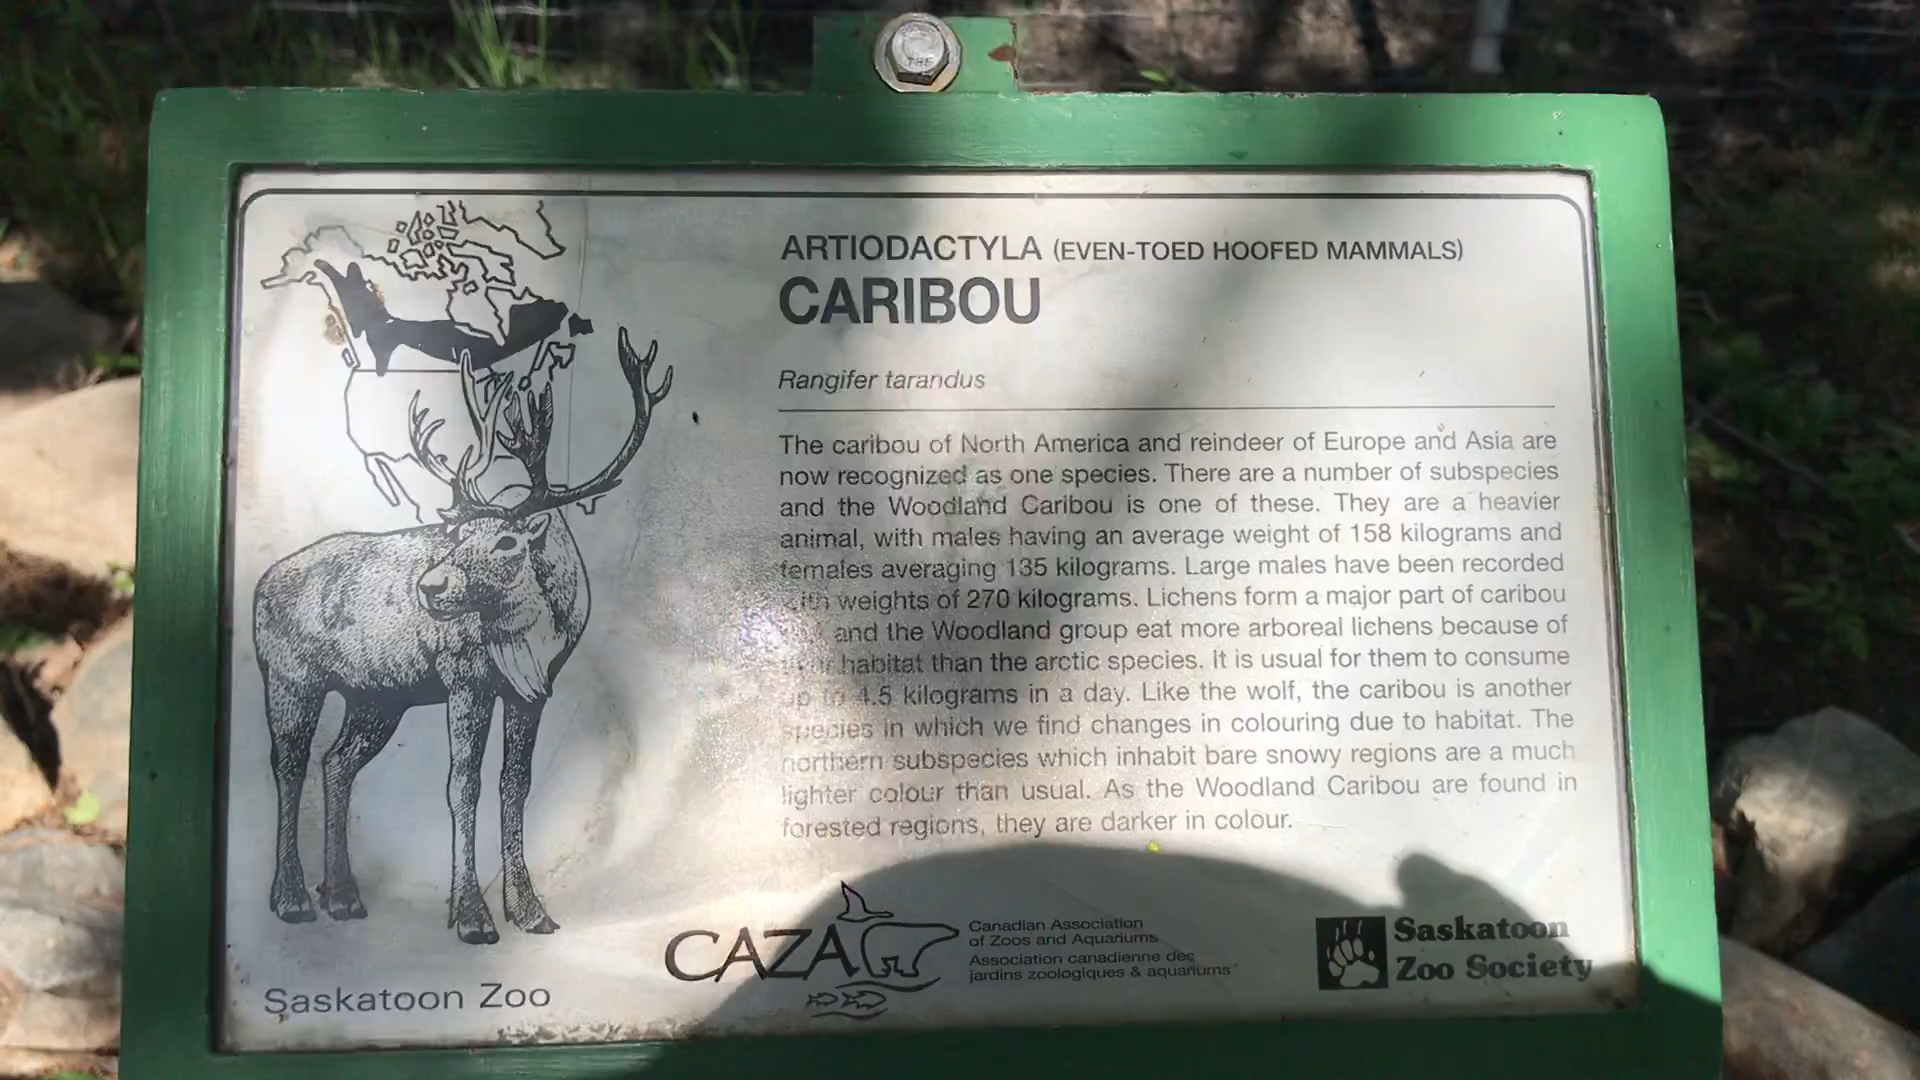 THE
ARTIODACTYLA (EVEN-TOED HOOFED MAMMALS)
CARIBOU
Rangifer tarandus
The caribou of North America and reindeer of Europe and Asia are
now recognized as one species. There are a number of subspecies
and the Woodland Caribou is one of these. They are a heavier
animal, with males having an average weight of 158 kilograms and
females averaging 135 kilograms. Large males have been recorded
with weights of 270 kilograms. Lichens form a major part of caribou
and the Woodland group eat more arboreal lichens because of
their habitat than the arctic species. It is usual for them to consume
up to 4.5 kilograms in a day. Like the wolf, the caribou is another
species in which we find changes in colouring due to habitat. The
northern subspecies which inhabit bare snowy regions are a much
lighter colour than usual. As the Woodland Caribou are found in
forested regions, they are darker in colour.
Saskatoon Zoo
CAZA
Canadian Association
of Zoos and Aquariums
Association canadienne des
jardins zoologiques & aquariums
Saskatoon
Zoo Society